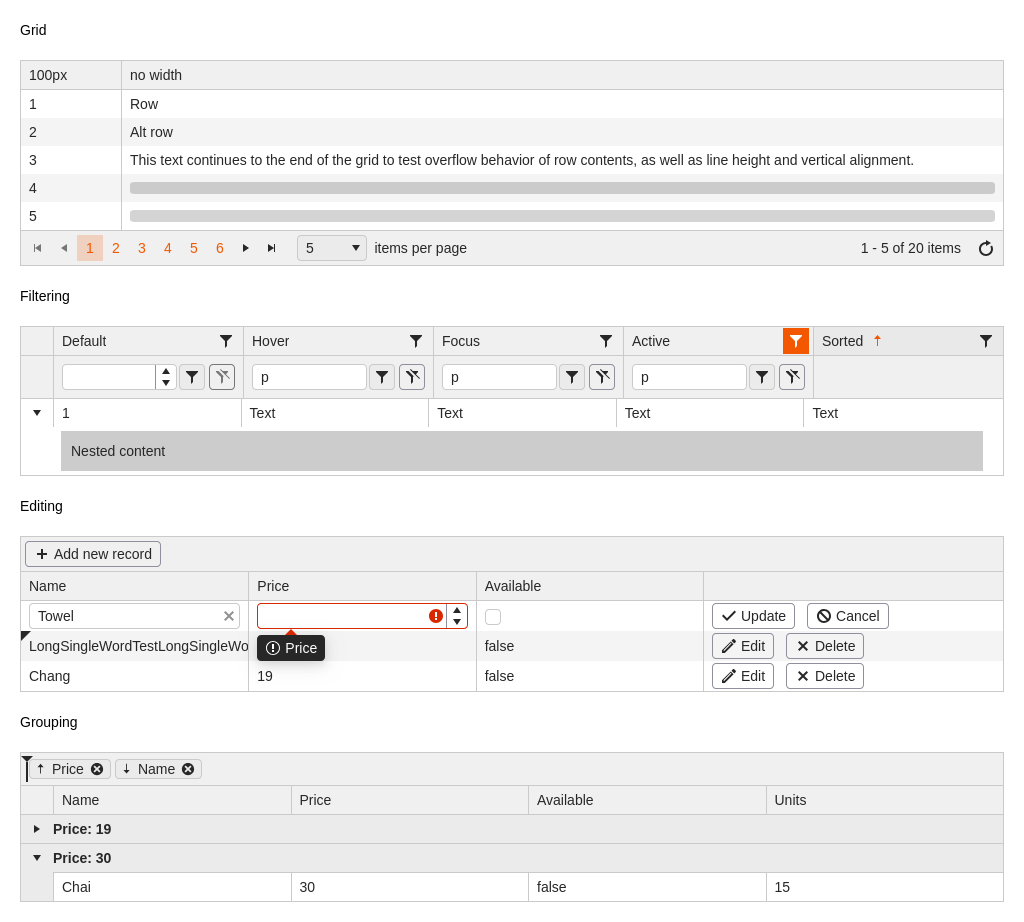 Grid
100px no width
1 Row
2 Alt row
3 This text continues to the end of the grid to test overflow behavior of row contents, as well as line height and vertical alignment.
4
5
1 2 3 4 5 6 5 items per page 1 - 5 of 20 items
Filtering
Default Hover Focus Active Sorted
p p p
1 Text Text Text Text
Nested content
Editing
Add new record
Name Price Available
Towel Update Cancel
LongSingleWordTestLongSingleWo Price false Edit Delete
Chang 19 false Edit Delete
Grouping
Price Name
Name Price Available Units
Price: 19
Price: 30
Chai 30 false 15